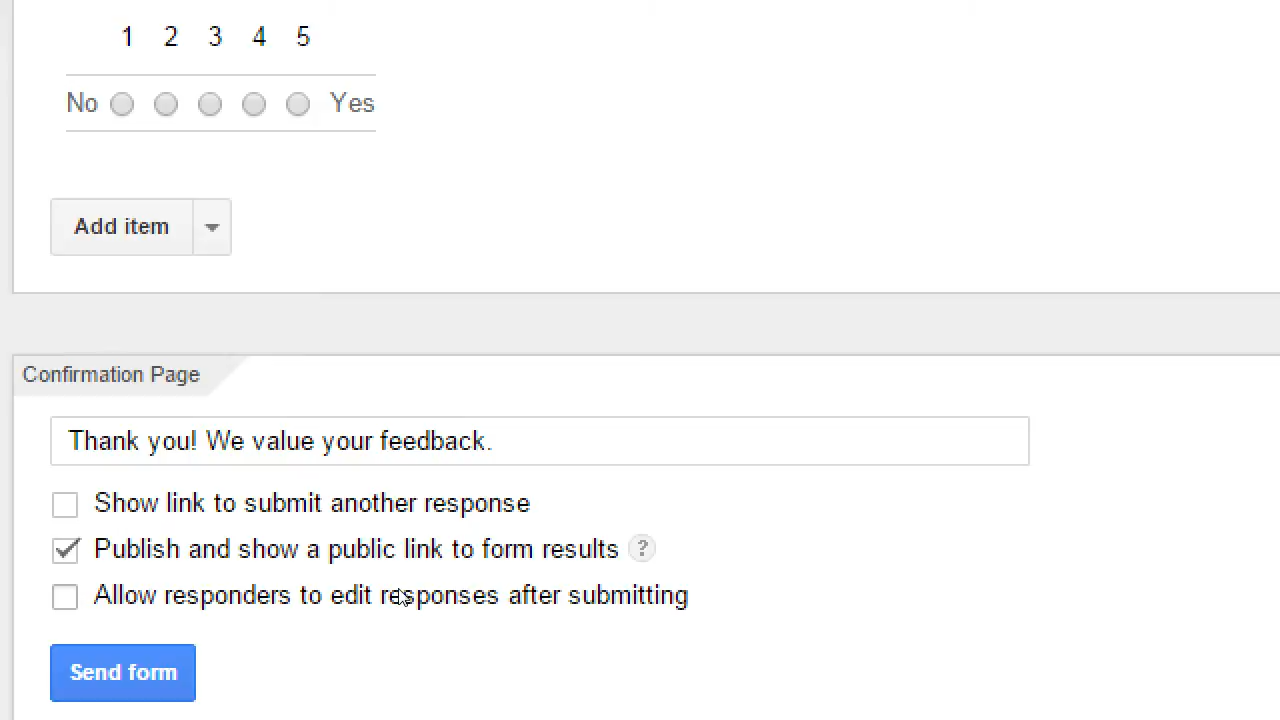 1 2 3 4 5
No Yes
Add item
Confirmation Page
Thank you! We value your feedback.
Show link to submit another response
Publish and show a public link to form results ?
Allow responders to edit responses after submitting
Send form